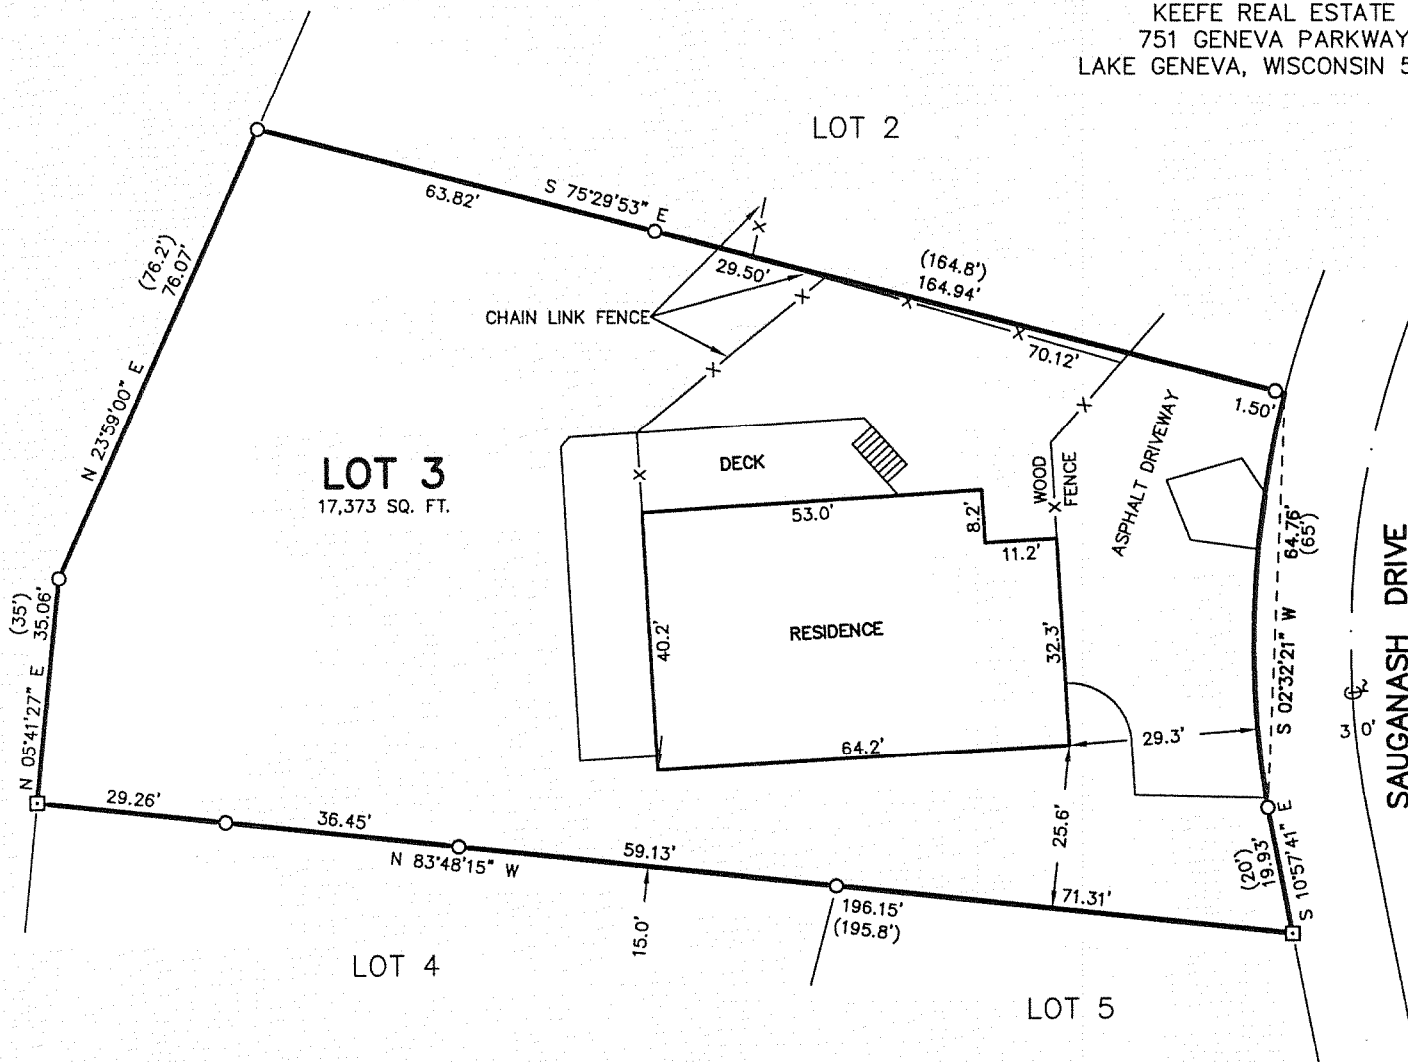 KEEFE REAL ESTATE
751 GENEVA PARKWAY
LAKE GENEVA, WISCONSIN 5
LOT 2
63.82'
S 75°29'53" E
29.50'
(164.8')
164.94'
70.12'
1.50'
(76.2')
76.07'
N 23°59'00" E
CHAIN LINK FENCE
LOT 3
17,373 SQ. FT.
DECK
WOOD
FENCE
ASPHALT DRIVEWAY
53.0'
8.2'
11.2'
64.76'
(65')
SAUGANASH DRIVE
(35')
35.06'
N 05°41'27" E
40.2'
RESIDENCE
32.3'
S 02°32'21" W
30'
64.2'
29.3'
29.26'
36.45'
N 83°48'15" W
59.13'
25.6'
15.0'
196.15'
(195.8')
71.31'
(20')
19.93'
S 10°57'41" E
LOT 4
LOT 5